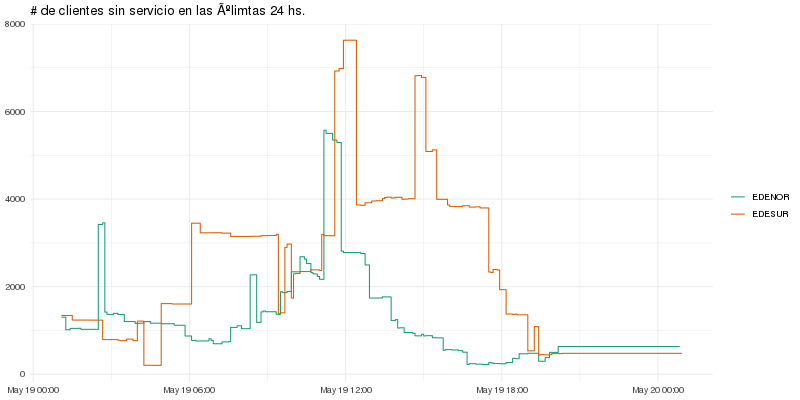 # de clientes sin servicio en las Ãºlimtas 24 hs.
8000
6000
4000
2000
0
May 19 00:00
May 19 06:00
May 19 12:00
May 19 18:00
May 20 00:00
EDENOR
EDESUR